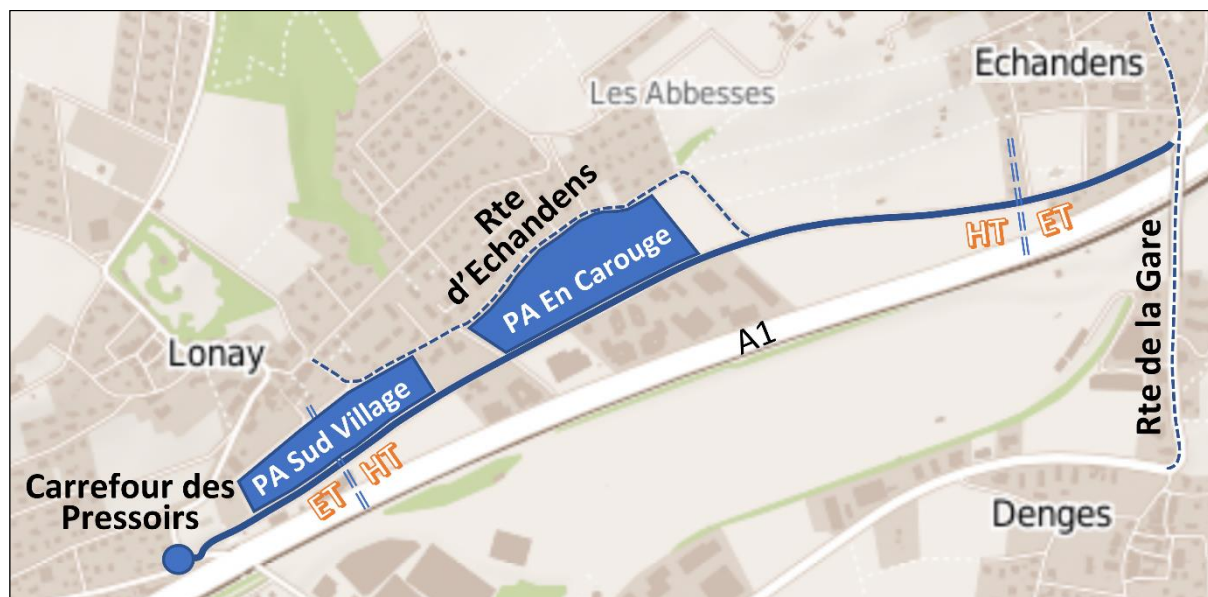 Echandens
Les Abbesses
Rte
d'Echandens
HT
ET
PA En Carouge
Rte de la Gare
A1
Lonay
PA Sud Village
HT
ET
Carrefour des
Pressoirs
Denges